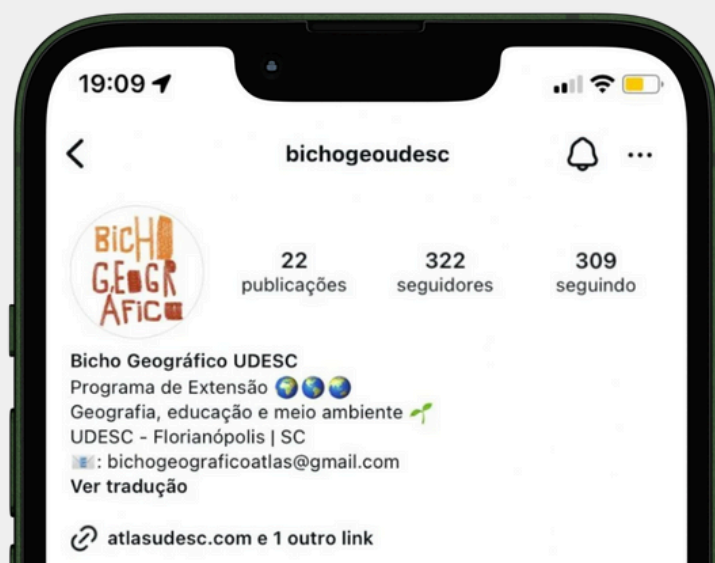 19:09
bichogeoudesc
BiCHO
GEOGR
ÁFiCO
22
publicações
322
seguidores
309
seguindo
Bicho Geográfico UDESC
Programa de Extensão 🌍🌎🌏
Geografia, educação e meio ambiente 🌱
UDESC - Florianópolis | SC
📧: bichogeograficoatlas@gmail.com
Ver tradução
atlasudesc.com e 1 outro link